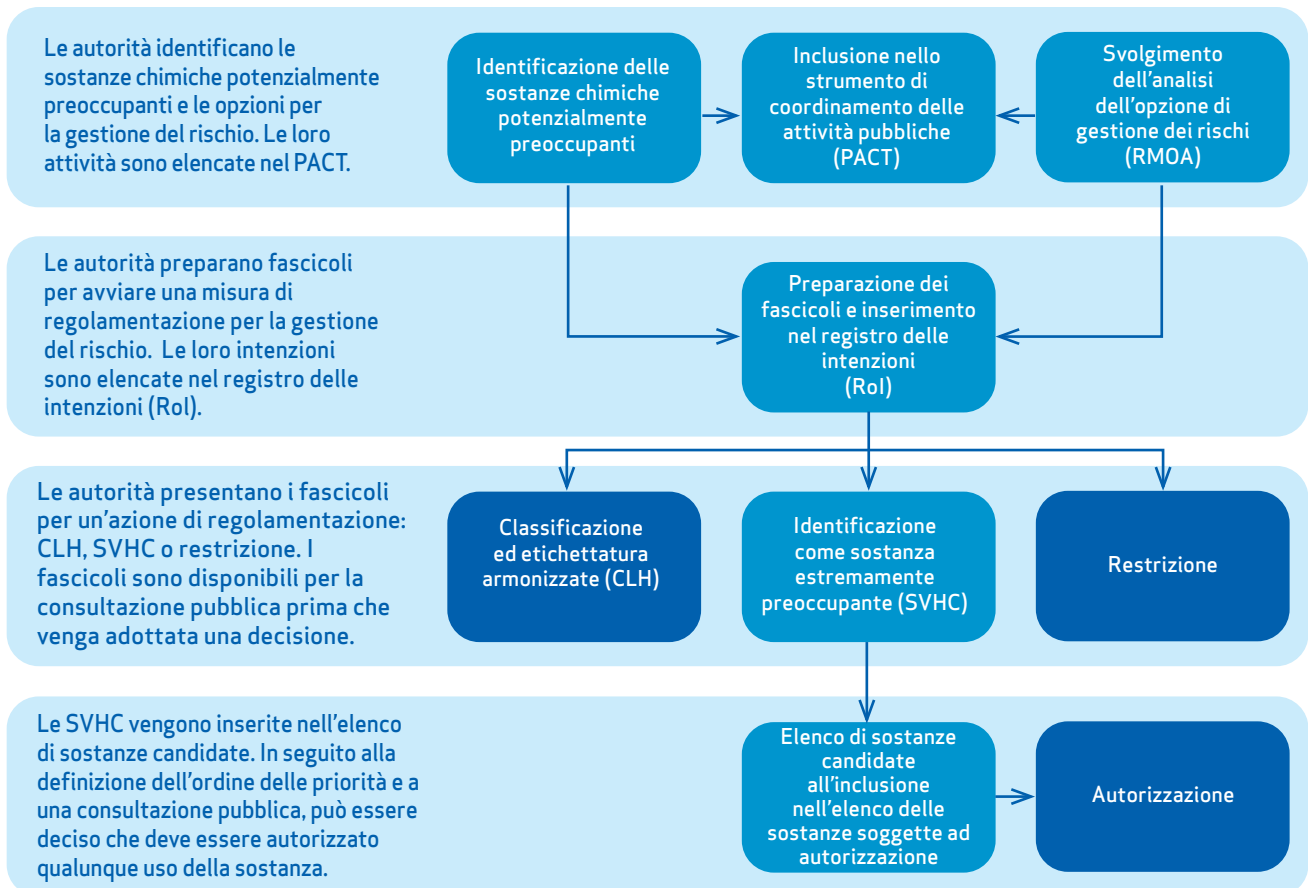 Le autorità identificano le
sostanze chimiche potenzialmente
preoccupanti e le opzioni per
la gestione del rischio. Le loro
attività sono elencate nel PACT.
Identificazione delle
sostanze chimiche
potenzialmente
preoccupanti
Inclusione nello
strumento di
coordinamento delle
attività pubbliche
(PACT)
Svolgimento
dell'analisi
dell'opzione di
gestione dei rischi
(RMOA)
Le autorità preparano fascicoli
per avviare una misura di
regolamentazione per la gestione
del rischio. Le loro intenzioni
sono elencate nel registro delle
intenzioni (RoI).
Preparazione dei
fascicoli e inserimento
nel registro delle
intenzioni
(RoI)
Le autorità presentano i fascicoli
per un'azione di regolamentazione:
CLH, SVHC o restrizione. I
fascicoli sono disponibili per la
consultazione pubblica prima che
venga adottata una decisione.
Classificazione
ed etichettatura
armonizzate (CLH)
Identificazione
come sostanza
estremamente
preoccupante (SVHC)
Restrizione
Le SVHC vengono inserite nell'elenco
di sostanze candidate. In seguito alla
definizione dell'ordine delle priorità e a
una consultazione pubblica, può essere
deciso che deve essere autorizzato
qualunque uso della sostanza.
Elenco di sostanze
candidate
all'inclusione
nell'elenco delle
sostanze soggette ad
autorizzazione
Autorizzazione